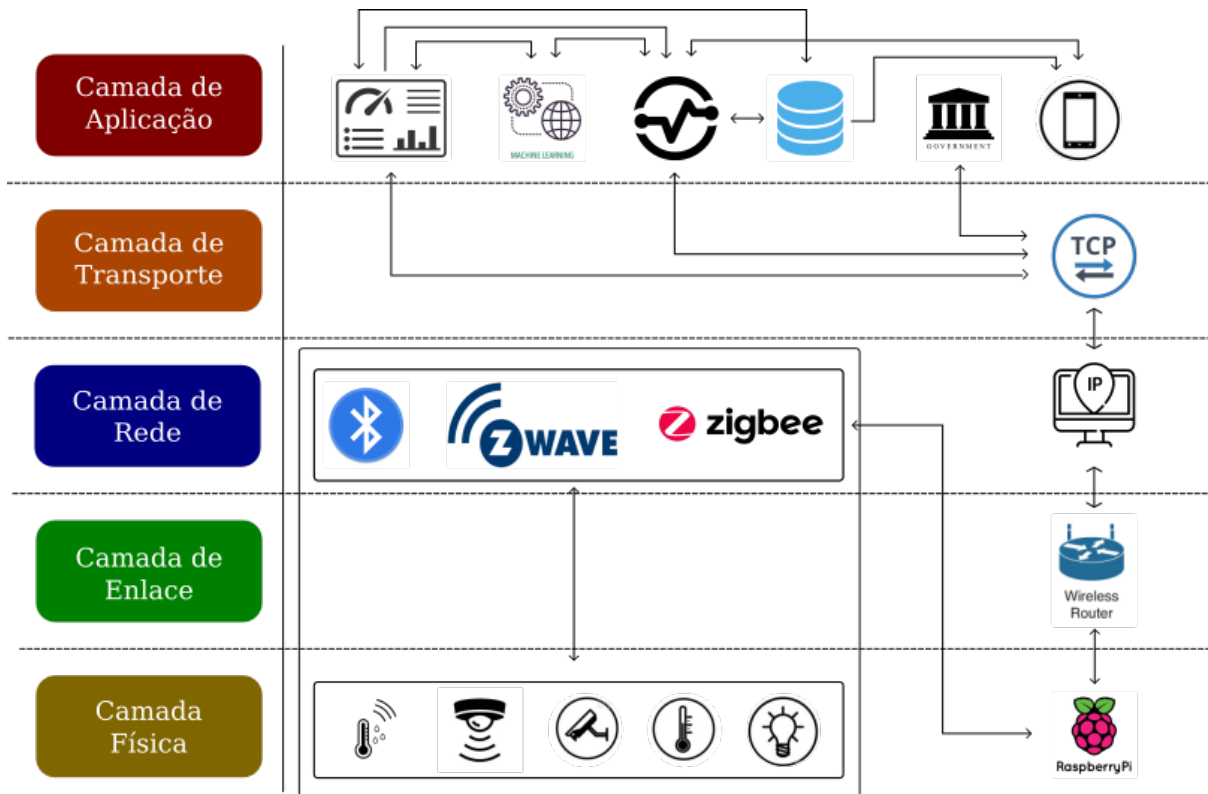 Camada de
Aplicação
MACHINE LEARNING
GOVERNMENT
Camada de
Transporte
TCP
Camada de
Rede
Z WAVE
zigbee
IP
Camada de
Enlace
Wireless
Router
Camada
Física
RaspberryPi